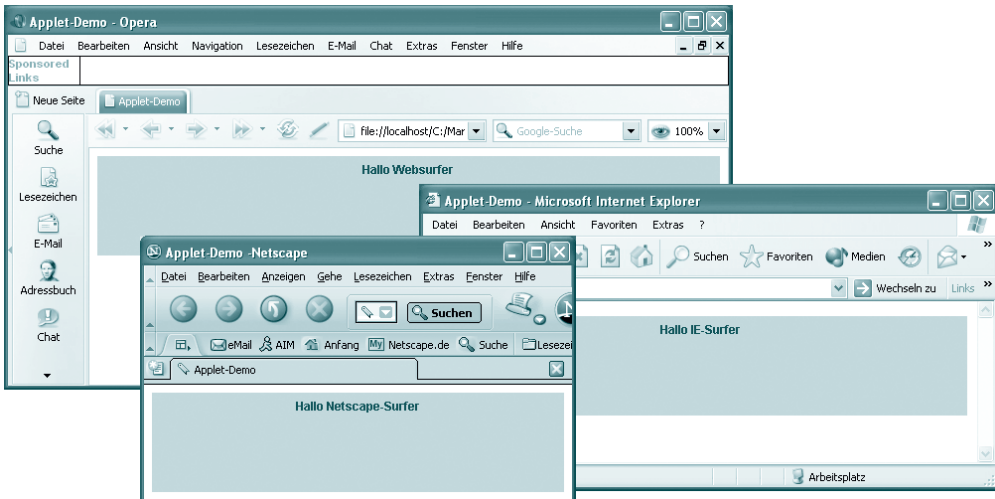 Applet-Demo - Opera
Datei Bearbeiten Ansicht Navigation Lesezeichen E-Mail Chat Extras Fenster Hilfe
Sponsored
Links
Neue Seite Applet-Demo
file://localhost/C:/Mar Google-Suche 100%
Suche
Lesezeichen
E-Mail
Adressbuch
Chat
Hallo Websurfer
Applet-Demo - Microsoft Internet Explorer
Datei Bearbeiten Ansicht Favoriten Extras ?
Suchen Favoriten Medien »
Wechseln zu Links »
Hallo IE-Surfer
Arbeitsplatz
Applet-Demo -Netscape
Datei Bearbeiten Anzeigen Gehe Lesezeichen Extras Fenster Hilfe
Suchen
eMail AIM Anfang My Netscape.de Suche Lesezei
Applet-Demo
Hallo Netscape-Surfer